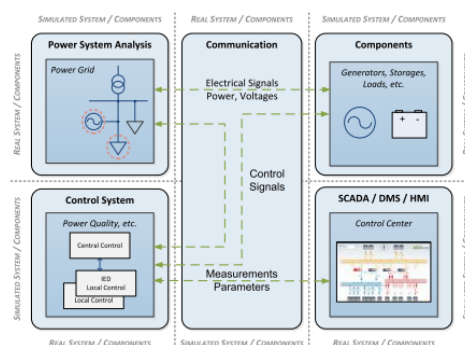 SIMULATED SYSTEM / COMPONENTS
REAL SYSTEM / COMPONENTS
SIMULATED SYSTEM / COMPONENTS
REAL SYSTEM / COMPONENTS
Power System Analysis
Power Grid
Communication
Electrical Signals
Power, Voltages
Control
Signals
Measurements
Parameters
Components
Generators, Storages,
Loads, etc.
+ -
SIMULATED SYSTEM / COMPONENTS
Control System
Power Quality, etc.
Central Control
IED
Local Control
Local Control
SCADA / DMS / HMI
Control Center
REAL SYSTEM / COMPONENTS
SIMULATED SYSTEM / COMPONENTS
REAL SYSTEM / COMPONENTS